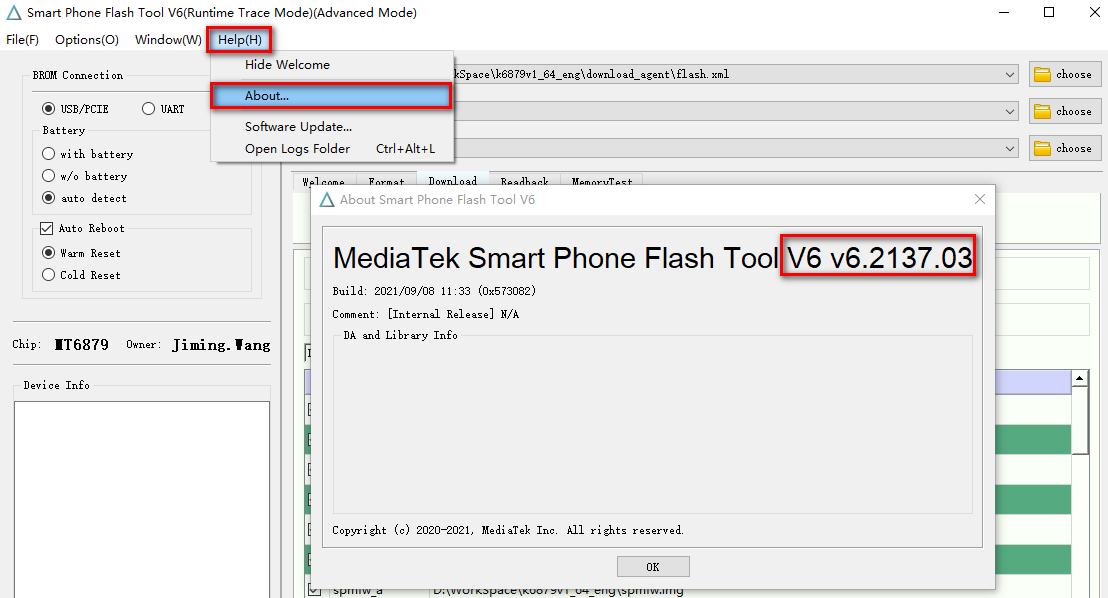 Smart Phone Flash Tool V6(Runtime Trace Mode)(Advanced Mode)
File(F) Options(O) Window(W) Help(H)
Hide Welcome
About...
Software Update...
Open Logs Folder Ctrl+Alt+L
BROM Connection
USB/PCIE UART
Battery
with battery
w/o battery
auto detect
Auto Reboot
Warm Reset
Cold Reset
Chip: MT6879 Owner: Jiming.Wang
Device Info
kSpace\k6879v1_64_eng\download_agent\flash.xml choose
choose
choose
Welcome Format Download Readback MemoryTest
About Smart Phone Flash Tool V6
MediaTek Smart Phone Flash Tool V6 v6.2137.03
Build: 2021/09/08 11:33 (0x573082)
Comment: [Internal Release] N/A
DA and Library Info
Copyright (c) 2020-2021, MediaTek Inc. All rights reserved.
OK
spmfw_a D:\WorkSpace\k6879v1_64_eng\spmfw.img